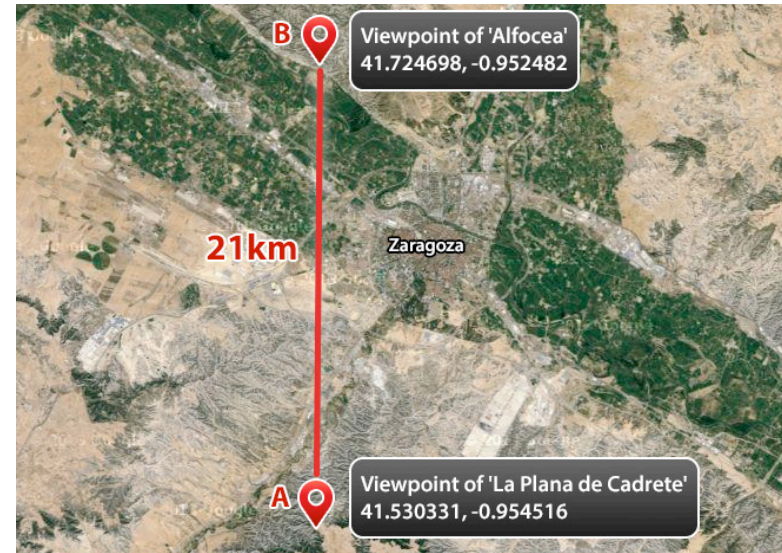 B
Viewpoint of 'Alfocea'
41.724698, -0.952482
21km
Zaragoza
A
Viewpoint of 'La Plana de Cadrete'
41.530331, -0.954516